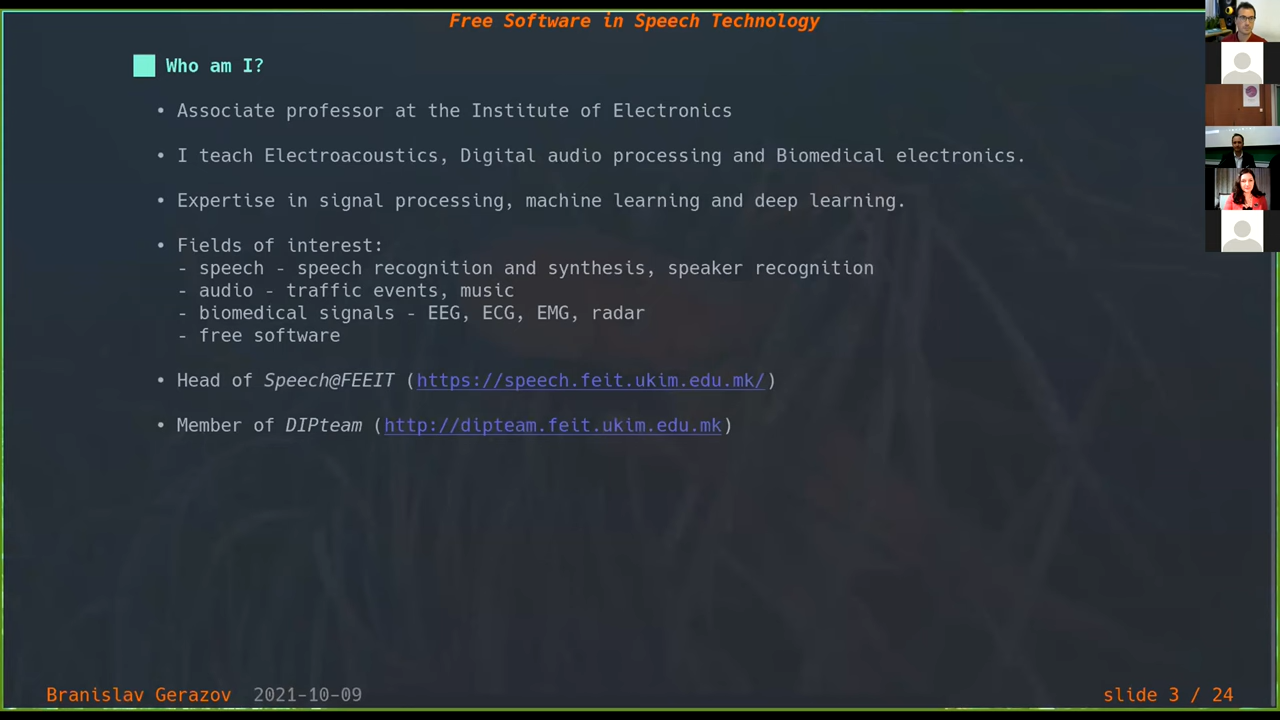 Free Software in Speech Technology
Who am I?
• Associate professor at the Institute of Electronics
• I teach Electroacoustics, Digital audio processing and Biomedical electronics.
• Expertise in signal processing, machine learning and deep learning.
• Fields of interest:
- speech - speech recognition and synthesis, speaker recognition
- audio - traffic events, music
- biomedical signals - EEG, ECG, EMG, radar
- free software
• Head of Speech@FEEIT (https://speech.feit.ukim.edu.mk/)
• Member of DIPteam (http://dipteam.feit.ukim.edu.mk)
Branislav Gerazov 2021-10-09
slide 3 / 24